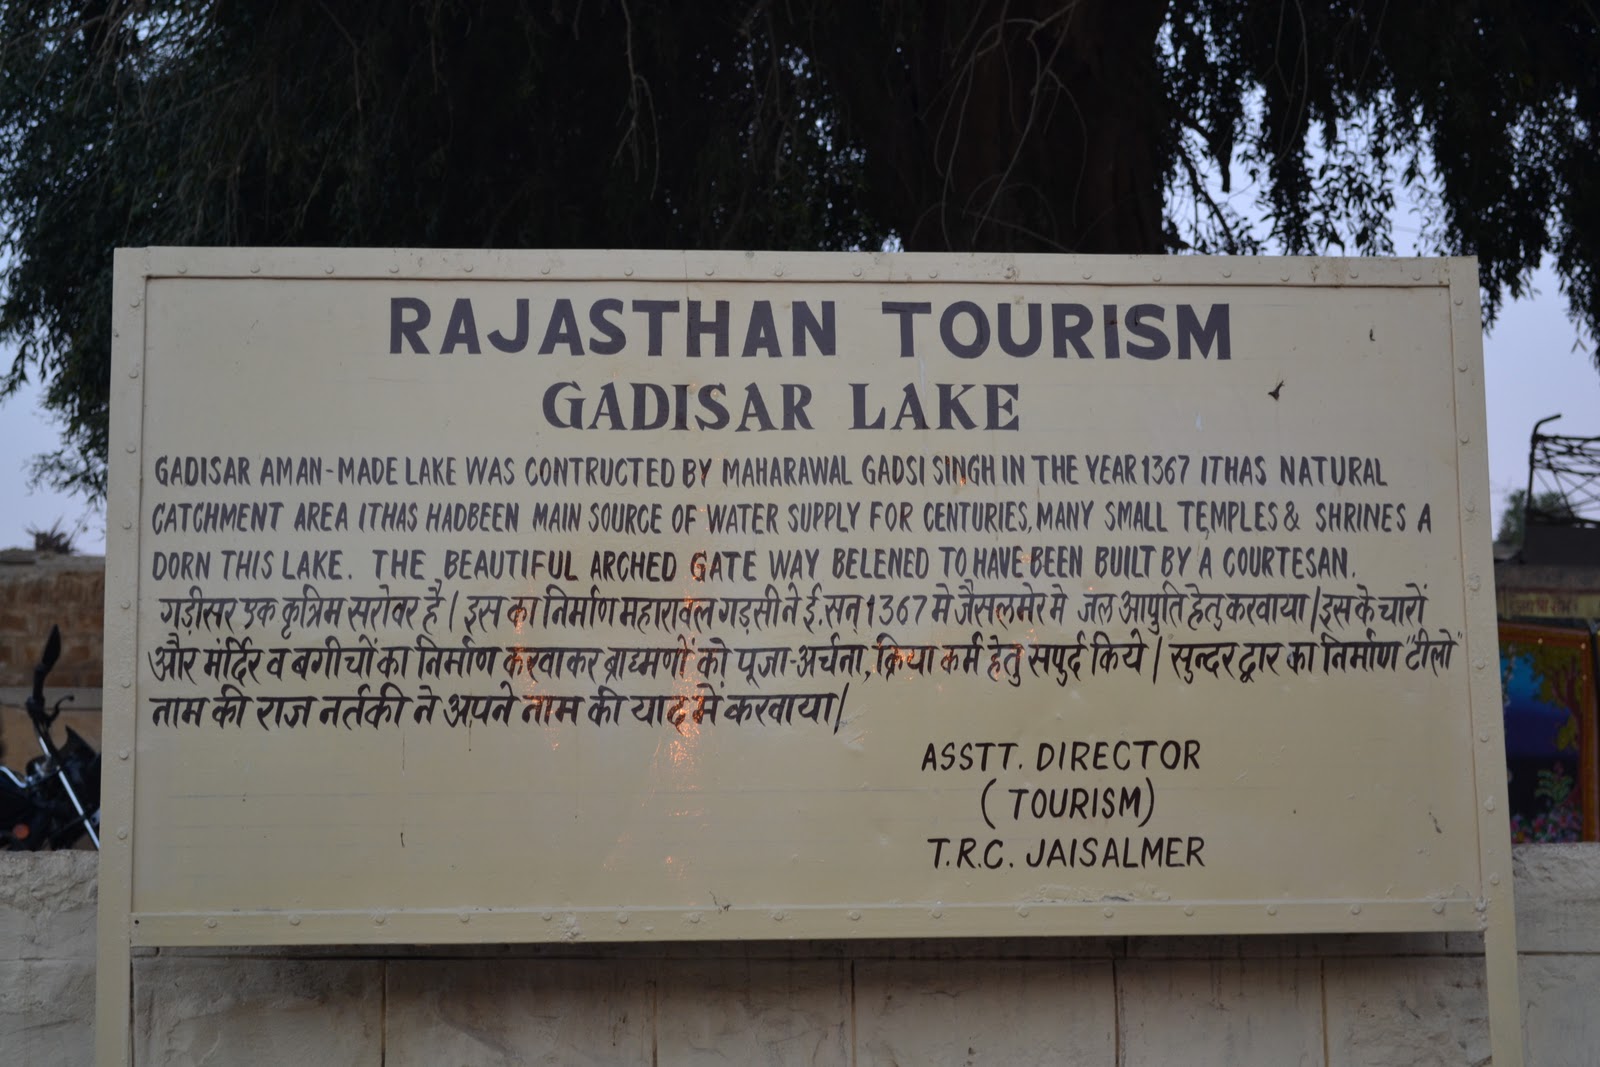 RAJASTHAN TOURISM
GADISAR LAKE
GADISAR AMAN-MADE LAKE WAS CONTRUCTED BY MAHARAWAL GADSI SINGH IN THE YEAR 1367 ITHAS NATURAL
CATCHMENT AREA ITHAS HADBEEN MAIN SOURCE OF WATER SUPPLY FOR CENTURIES, MANY SMALL TEMPLES & SHRINES A
DORN THIS LAKE. THE BEAUTIFUL ARCHED GATE WAY BELENED TO HAVE BEEN BUILT BY A COURTESAN.
गड़ीसर एक कृत्रिम सरोवर है | इस का निर्माण महारावल गड़सी ने ई.सन् 1367 मे जैसलमेर मे जल आपुति हेतु करवाया | इस के चारों
और मंर्दिर व बगीचों का निर्माण करवाकर ब्राह्मणों को पूजा-अर्चना, क्रिया कर्म हेतु सपुर्द किये | सुन्दर द्वार का निर्माण "टीलो"
नाम की राज नर्तकी ने अपने नाम की याद में करवाया |
ASSTT. DIRECTOR
(TOURISM)
T.R.C. JAISALMER